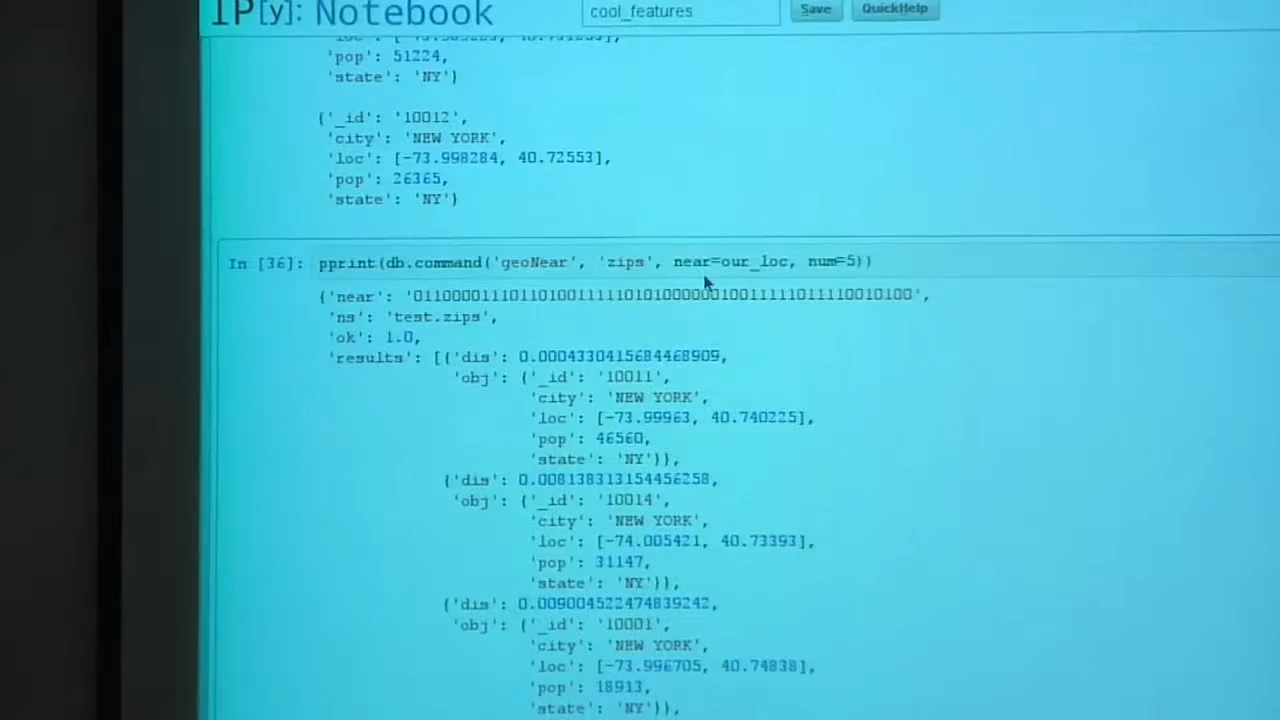 IP[y]: Notebook
cool_features
Save
QuickHelp
'pop': 51224,
'state': 'NY'}
{'_id': '10012',
'city': 'NEW YORK',
'loc': [-73.998284, 40.72553],
'pop': 26365,
'state': 'NY'}
In [36]: pprint(db.command('geoNear', 'zips', near=our_loc, num=5))
'ns': 'test.zips',
'ok': 1.0,
'results': [{'dis': 0.0004330415684468909,
'obj': {'_id': '10011',
'city': 'NEW YORK',
'loc': [-73.99963, 40.740225],
'pop': 46560,
'state': 'NY'}},
{'dis': 0.008138313154456258,
'obj': {'_id': '10014',
'city': 'NEW YORK',
'loc': [-74.005421, 40.73393],
'pop': 31147,
'state': 'NY'}},
{'dis': 0.009004522474839242,
'obj': {'_id': '10001',
'city': 'NEW YORK',
'loc': [-73.996705, 40.74838],
'pop': 18913,
'state': 'NY'}},